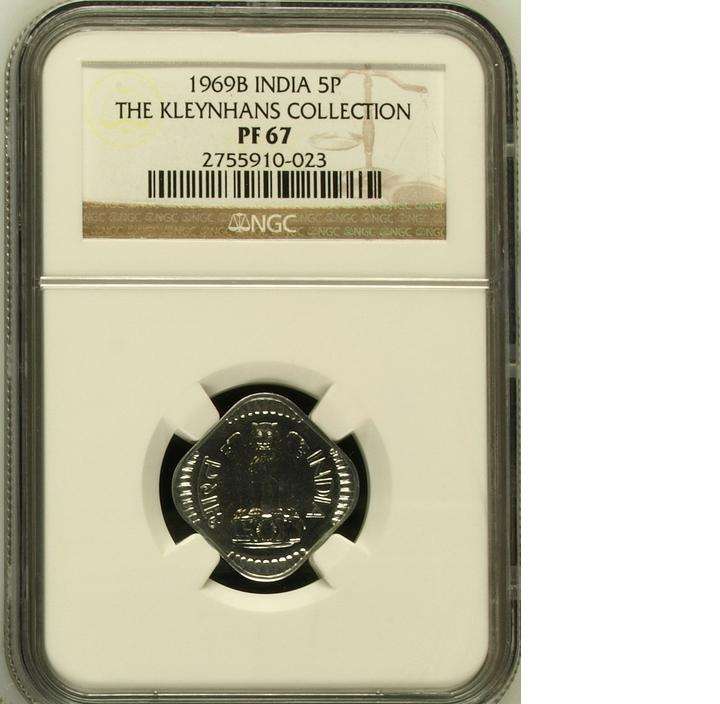 1969B INDIA 5P
THE KLEYNHANS COLLECTION
PF 67
2755910-023
NGC
भारत INDIA